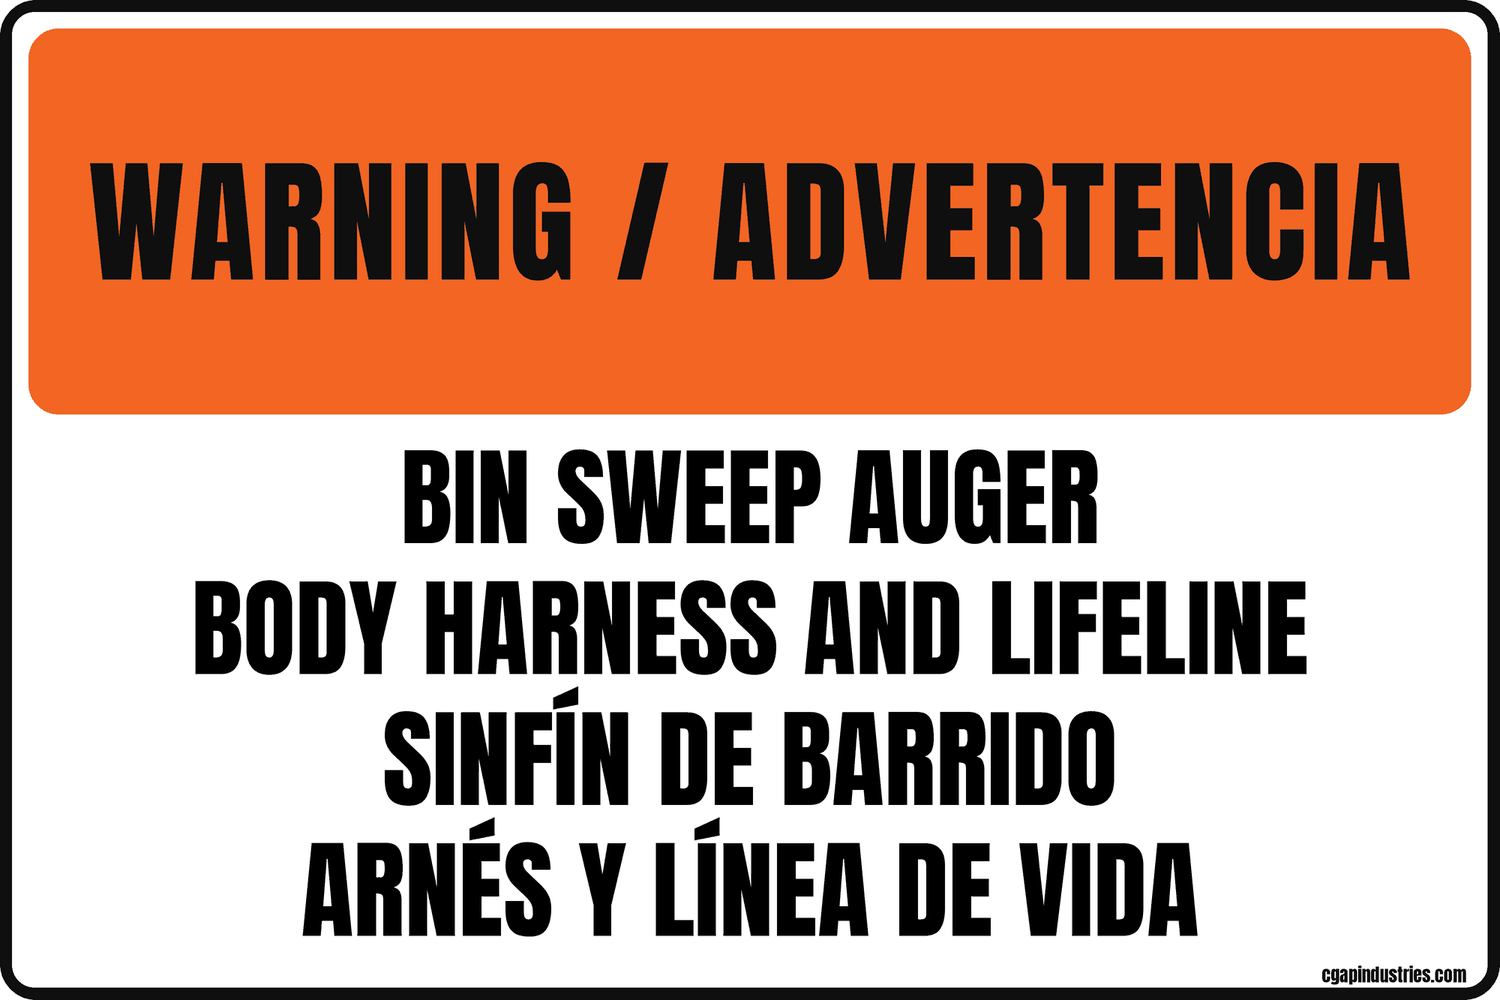 WARNING / ADVERTENCIA
BIN SWEEP AUGER
BODY HARNESS AND LIFELINE
SINFÍN DE BARRIDO
ARNÉS Y LÍNEA DE VIDA
cgapindustries.com